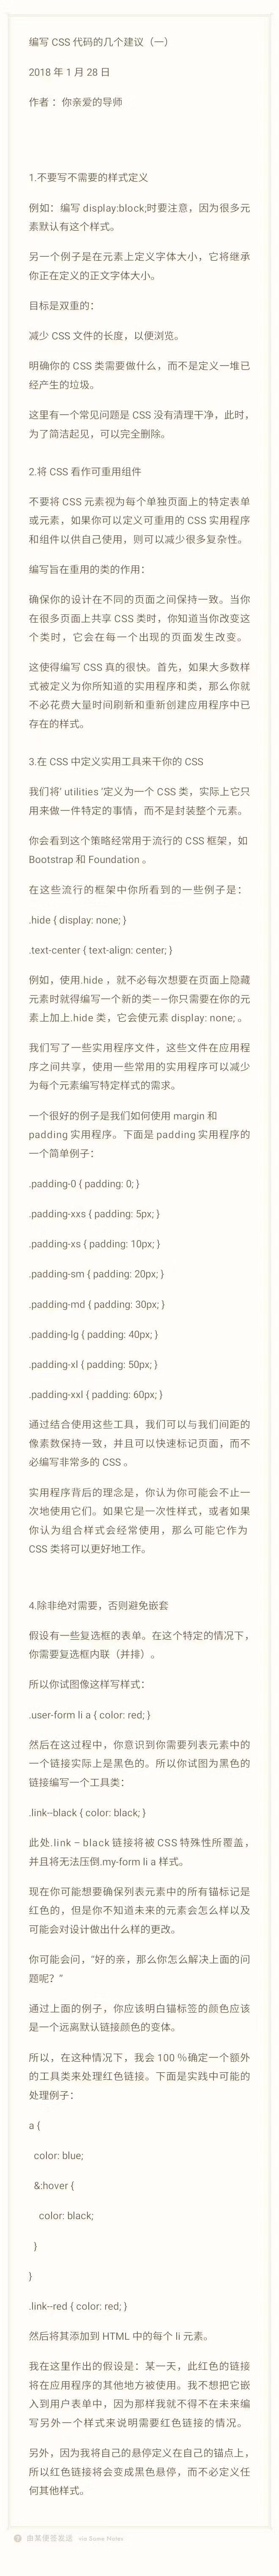 编写 CSS 代码的几个建议（一）
2018 年 1 月 28 日
作者 ：你亲爱的导师
1.不要写不需要的样式定义
例如：编写 display:block;时要注意，因为很多元
素默认有这个样式。
另一个例子是在元素上定义字体大小，它将继承
你正在定义的正文字体大小。
目标是双重的：
减少 CSS 文件的长度，以便浏览。
明确你的 CSS 类需要做什么，而不是定义一堆已
经产生的垃圾。
这里有一个常见问题是 CSS 没有清理干净，此时，
为了简洁起见，可以完全删除。
2.将 CSS 看作可重用组件
不要将 CSS 元素视为每个单独页面上的特定表单
或元素，如果你可以定义可重用的 CSS 实用程序
和组件以供自己使用，则可以减少很多复杂性。
编写旨在重用的类的作用：
确保你的设计在不同的页面之间保持一致。当你
在很多页面上共享 CSS 类时，你知道当你改变这
个类时，它会在每一个出现的页面发生改变。
这使得编写 CSS 真的很快。首先，如果大多数样
式被定义为你所知道的实用程序和类，那么你就
不必花费大量时间刷新和重新创建应用程序中已
存在的样式。
3.在 CSS 中定义实用工具来干你的 CSS
我们将' utilities '定义为一个 CSS 类，实际上它只
用来做一件特定的事情，而不是封装整个元素。
你会看到这个策略经常用于流行的 CSS 框架，如
Bootstrap 和 Foundation 。
在这些流行的框架中你所看到的一些例子是：
.hide { display: none; }
.text-center { text-align: center; }
例如，使用.hide ，就不必每次想要在页面上隐藏
元素时就得编写一个新的类——你只需要在你的元
素上加上.hide 类，它会使元素 display: none; 。
我们写了一些实用程序文件，这些文件在应用程
序之间共享，使用一些常用的实用程序可以减少
为每个元素编写特定样式的需求。
一个很好的例子是我们如何使用 margin 和
padding 实用程序。下面是 padding 实用程序的
一个简单例子：
.padding-0 { padding: 0; }
.padding-xxs { padding: 5px; }
.padding-xs { padding: 10px; }
.padding-sm { padding: 20px; }
.padding-md { padding: 30px; }
.padding-lg { padding: 40px; }
.padding-xl { padding: 50px; }
.padding-xxl { padding: 60px; }
通过结合使用这些工具，我们可以与我们间距的
像素数保持一致，并且可以快速标记页面，而不
必编写非常多的 CSS 。
实用程序背后的理念是，你认为你可能会不止一
次地使用它们。如果它是一次性样式，或者如果
你认为组合样式会经常使用，那么可能它作为
CSS 类将可以更好地工作。
4.除非绝对需要，否则避免嵌套
假设有一些复选框的表单。在这个特定的情况下，
你需要复选框内联（并排）。
所以你试图像这样写样式：
.user-form li a { color: red; }
然后在这过程中，你意识到你需要列表元素中的
一个链接实际上是黑色的。所以你试图为黑色的
链接编写一个工具类：
.link--black { color: black; }
此处.link – black 链接将被 CSS 特殊性所覆盖，
并且将无法压倒.my-form li a 样式。
现在你可能想要确保列表元素中的所有锚标记是
红色的，但是你不知道未来的元素会怎么样以及
可能会对设计做出什么样的更改。
你可能会问，“好的亲，那么你怎么解决上面的问
题呢？”
通过上面的例子，你应该明白锚标签的颜色应该
是一个远离默认链接颜色的变体。
所以，在这种情况下，我会 100 %确定一个额外
的工具类来处理红色链接。下面是实践中可能的
处理例子：
a {
color: blue;
&:hover {
color: black;
}
}
.link--red { color: red; }
然后将其添加到 HTML 中的每个 li 元素。
我在这里作出的假设是：某一天，此红色的链接
将在应用程序的其他地方被使用。我不想把它嵌
入到用户表单中，因为那样我就不得不在未来编
写另外一个样式来说明需要红色链接的情况。
另外，因为我将自己的悬停定义在自己的锚点上，
所以红色链接将会变成黑色悬停，而不必定义任
何其他样式。
由某便签发送 via Some Notes